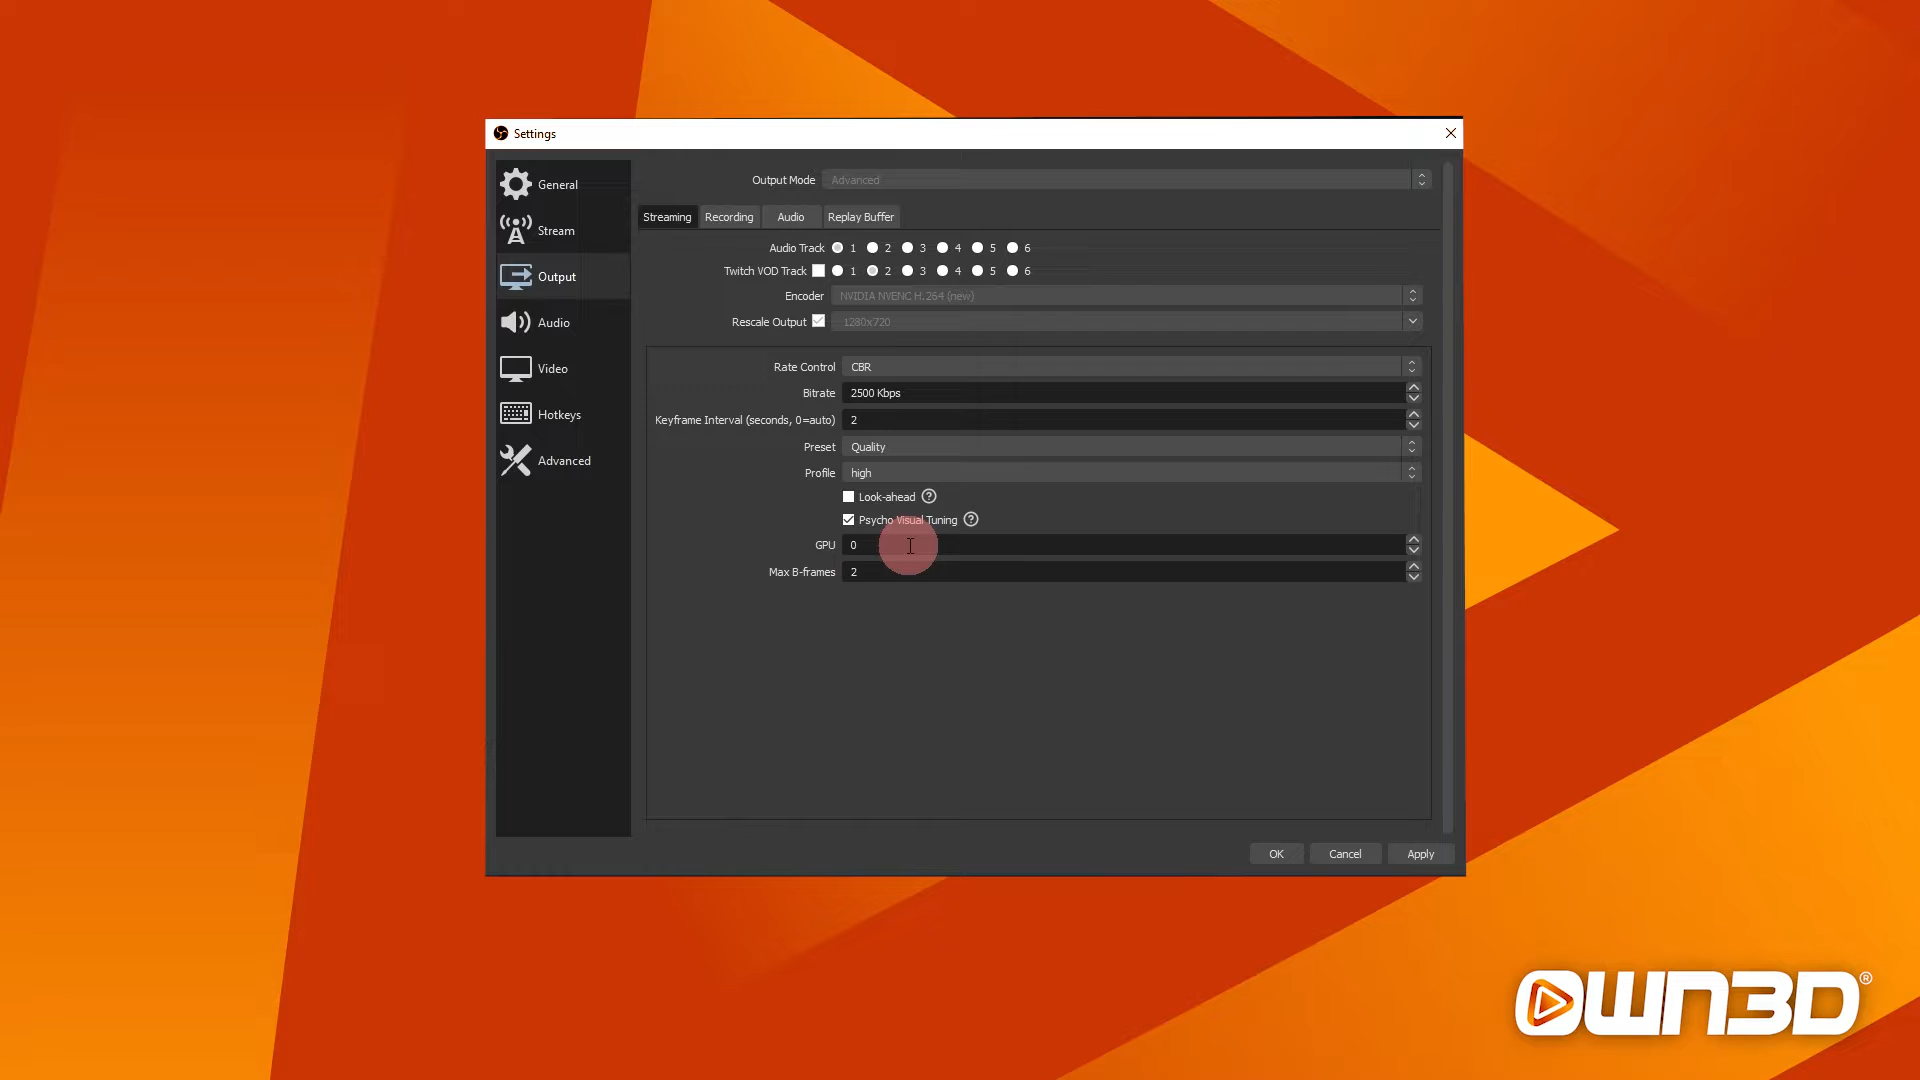 Settings
General
Stream
Output
Audio
Video
Hotkeys
Advanced
Output Mode Advanced
Streaming Recording Audio Replay Buffer
Audio Track 1 2 3 4 5 6
Twitch VOD Track 1 2 3 4 5 6
Encoder NVIDIA NVENC H.264 (new)
Rescale Output 1280x720
Rate Control CBR
Bitrate 2500 Kbps
Keyframe Interval (seconds, 0=auto) 2
Preset Quality
Profile high
Look-ahead ?
Psycho Visual Tuning ?
GPU 0
Max B-frames 2
OK Cancel Apply
OWN3D®